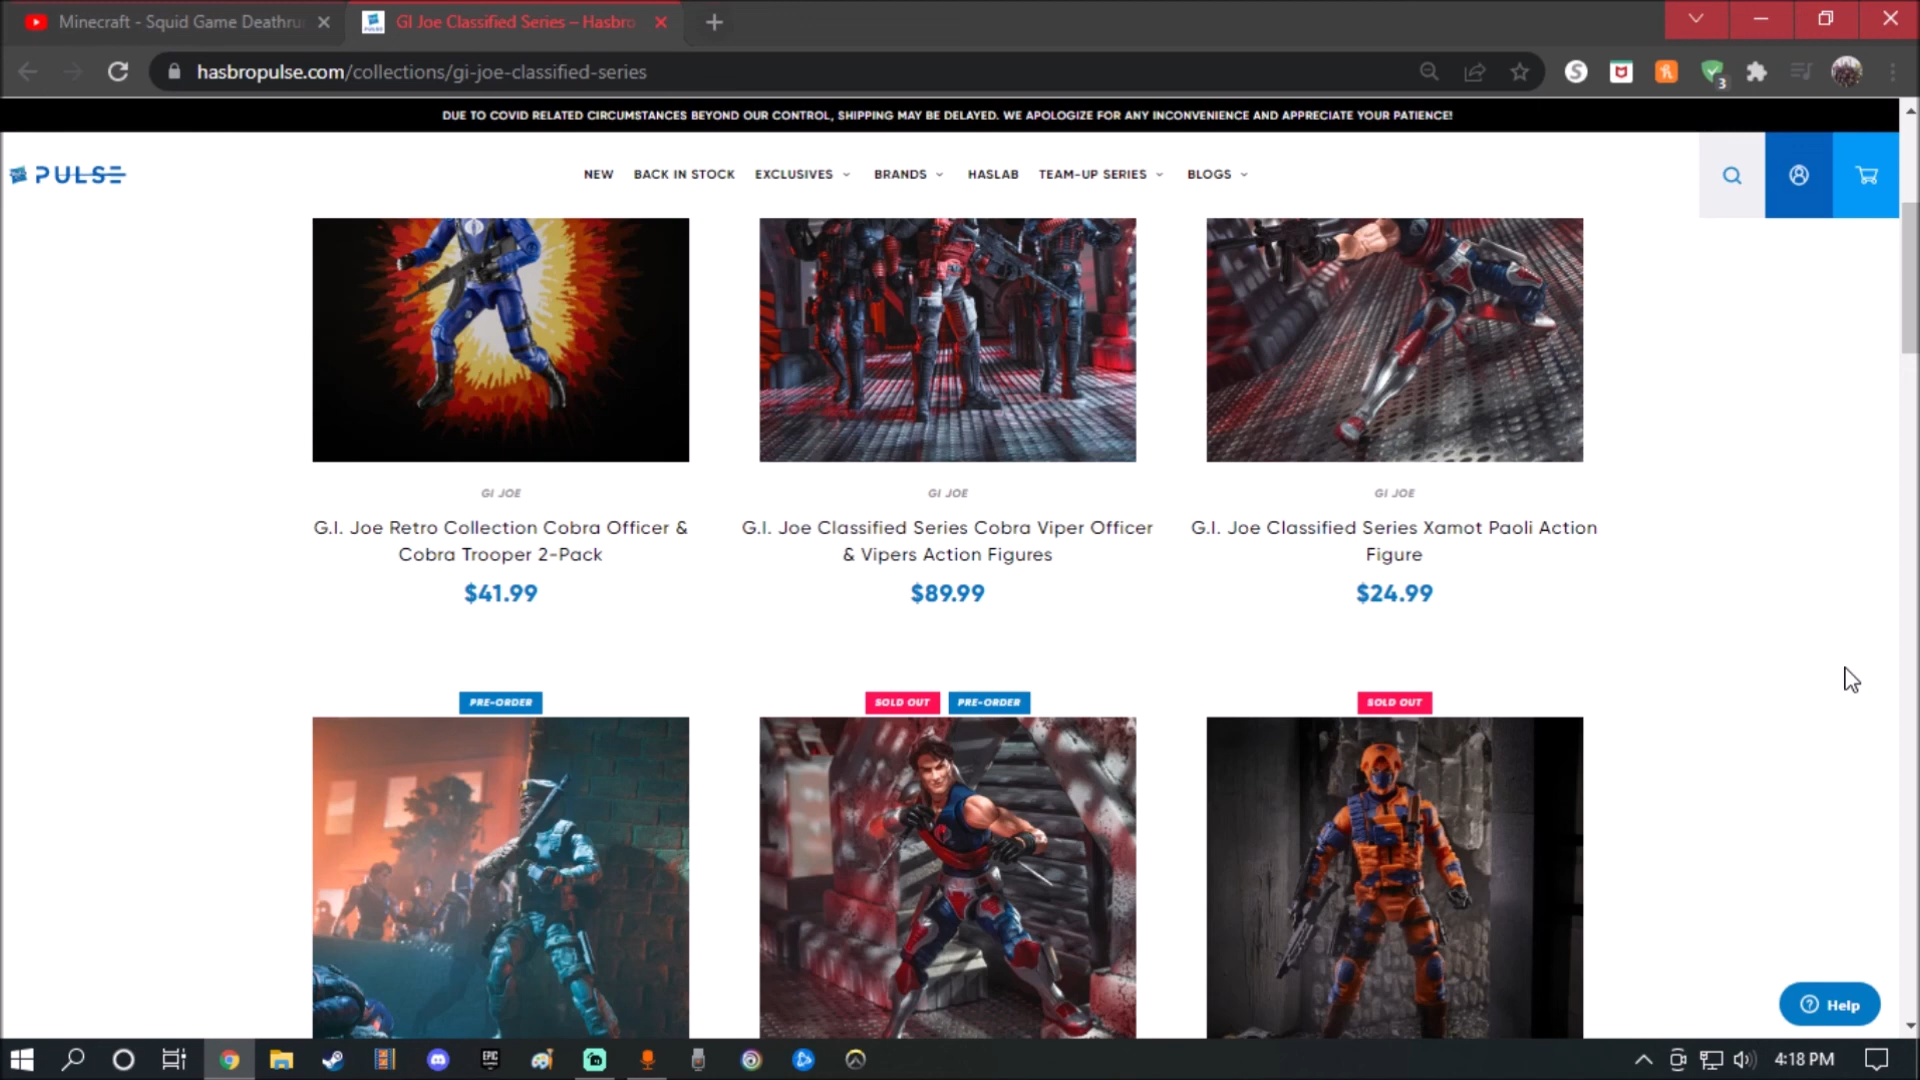 Minecraft - Squid Game Deathru
GI Joe Classified Series – Hasbro
hasbropulse.com/collections/gi-joe-classified-series
3
DUE TO COVID RELATED CIRCUMSTANCES BEYOND OUR CONTROL, SHIPPING MAY BE DELAYED. WE APOLOGIZE FOR ANY INCONVENIENCE AND APPRECIATE YOUR PATIENCE!
PULSE
NEW BACK IN STOCK EXCLUSIVES BRANDS HASLAB TEAM-UP SERIES BLOGS
GI JOE
G.I. Joe Retro Collection Cobra Officer &
Cobra Trooper 2-Pack
$41.99
GI JOE
G.I. Joe Classified Series Cobra Viper Officer
& Vipers Action Figures
$89.99
GI JOE
G.I. Joe Classified Series Xamot Paoli Action
Figure
$24.99
PRE-ORDER
SOLD OUT PRE-ORDER
SOLD OUT
Help
EPIC
4:18 PM